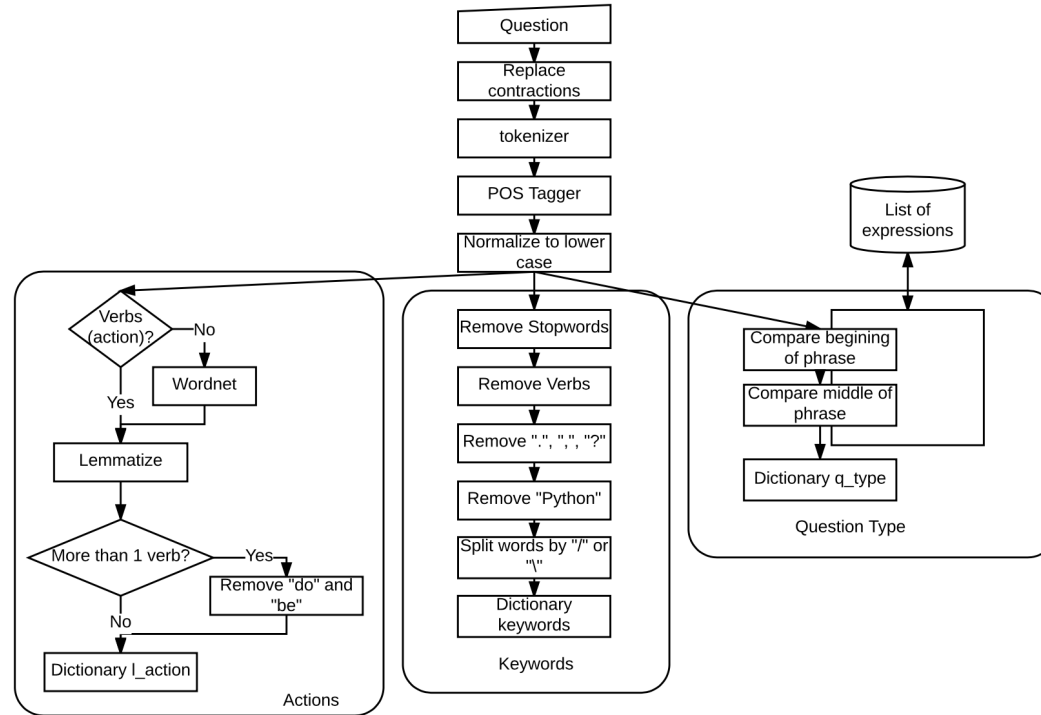 Question
Replace
contractions
tokenizer
POS Tagger
Normalize to lower
case
List of
expressions
Verbs
(action)?
No
Wordnet
Yes
Lemmatize
More than 1 verb?
Yes
Remove "do" and
"be"
No
Dictionary l_action
Actions
Remove Stopwords
Remove Verbs
Remove ".", ",", "?"
Remove "Python"
Split words by "/" or
"\"
Dictionary
keywords
Keywords
Compare begining
of phrase
Compare middle of
phrase
Dictionary q_type
Question Type